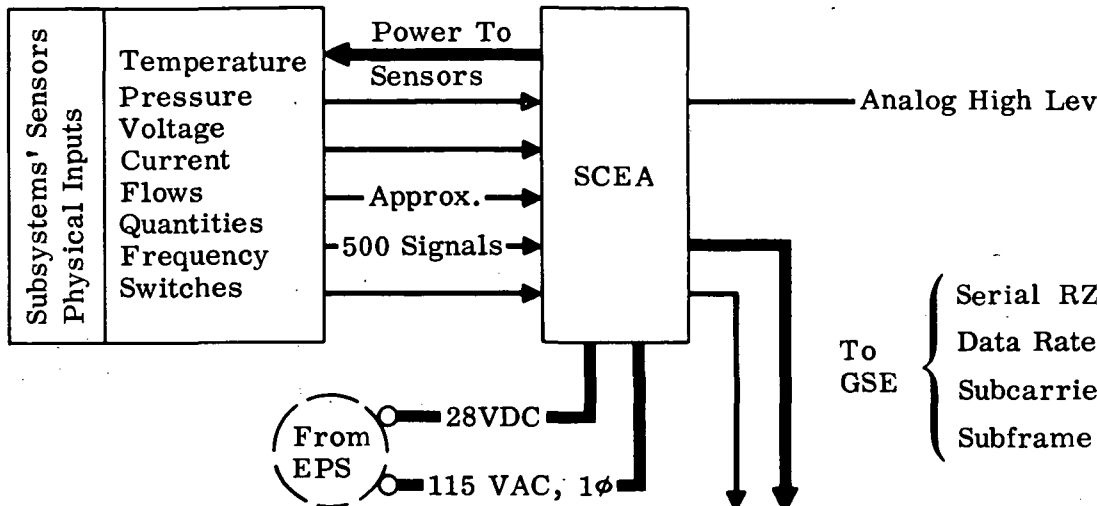 Subsystems' Sensors
Physical Inputs
Temperature
Pressure
Voltage
Current
Flows
Quantities
Frequency
Switches
Power To
Sensors
Approx.
500 Signals
SCEA
Analog High Lev
To
GSE
Serial RZ
Data Rate
Subcarrie
Subframe
From
EPS
28VDC
115 VAC, 1ϕ